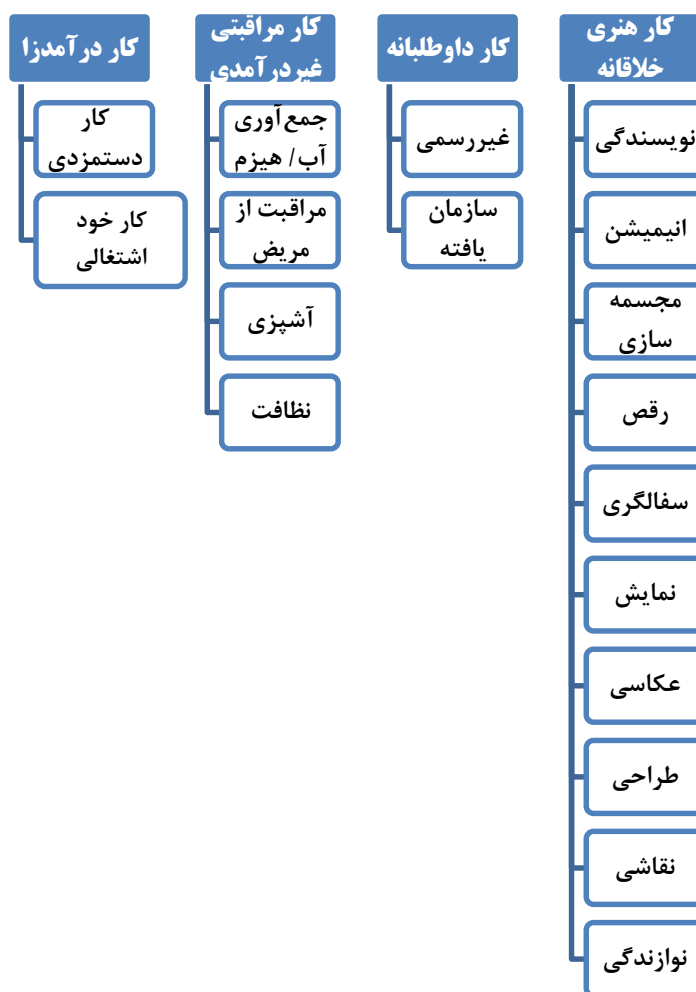 کار هنری
خلاقانه
نویسندگی
انیمیشن
مجسمه
سازی
رقص
سفالگری
نمایش
عکاسی
طراحی
نقاشی
نوازندگی
کار داوطلبانه
غیررسمی
سازمان
یافته
کار مراقبتی
غیردرآمدی
جمع‌آوری
آب/ هیزم
مراقبت از
مریض
آشپزی
نظافت
کار درآمدزا
کار
دستمزدی
کار خود
اشتغالی